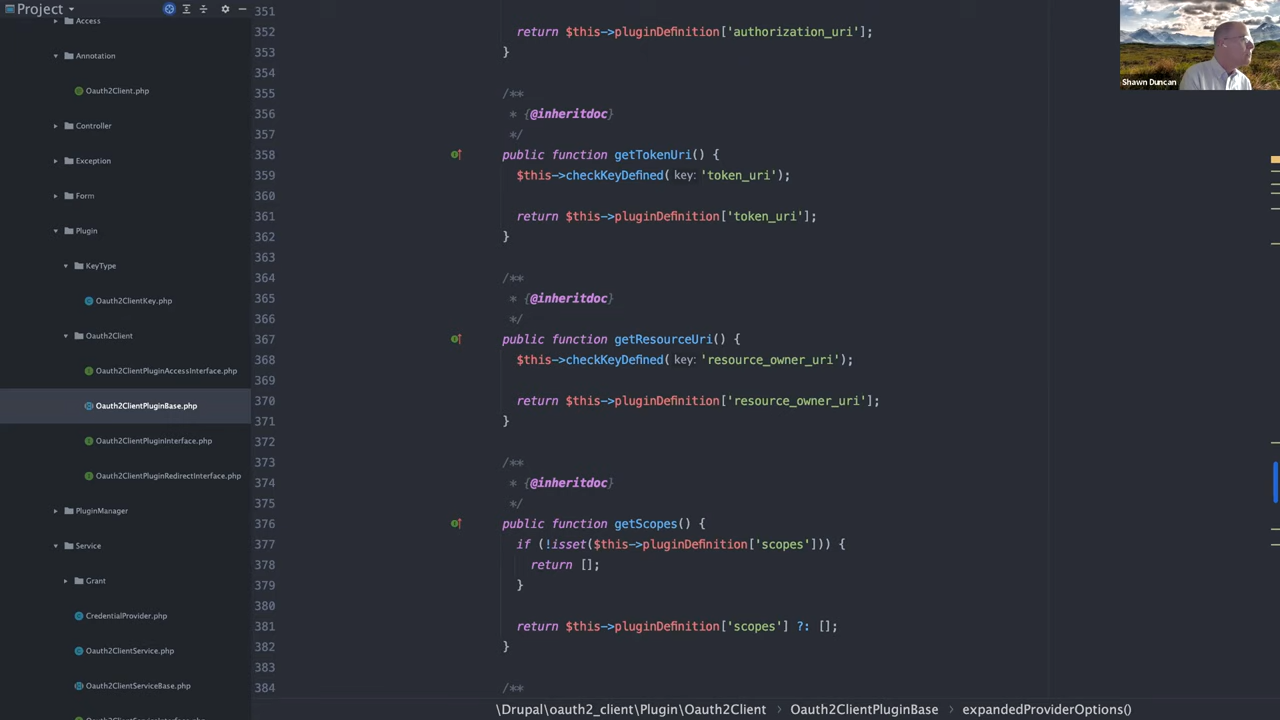 Project
Access
Annotation
Oauth2Client.php
Controller
Exception
Form
Plugin
KeyType
Oauth2ClientKey.php
Oauth2Client
Oauth2ClientPluginAccessInterface.php
Oauth2ClientPluginBase.php
Oauth2ClientPluginInterface.php
Oauth2ClientPluginRedirectInterface.php
PluginManager
Service
Grant
CredentialProvider.php
Oauth2ClientService.php
Oauth2ClientServiceBase.php
351
352 return $this->pluginDefinition['authorization_uri'];
353 }
354
355 /**
356 * {@inheritdoc}
357 */
358 public function getTokenUri() {
359 $this->checkKeyDefined( key: 'token_uri');
360
361 return $this->pluginDefinition['token_uri'];
362 }
363
364 /**
365 * {@inheritdoc}
366 */
367 public function getResourceUri() {
368 $this->checkKeyDefined( key: 'resource_owner_uri');
369
370 return $this->pluginDefinition['resource_owner_uri'];
371 }
372
373 /**
374 * {@inheritdoc}
375 */
376 public function getScopes() {
377 if (!isset($this->pluginDefinition['scopes'])) {
378 return [];
379 }
380
381 return $this->pluginDefinition['scopes'] ?: [];
382 }
383
384 /**
\Drupal\oauth2_client\Plugin\Oauth2Client > Oauth2ClientPluginBase > expandedProviderOptions()
Shawn Duncan